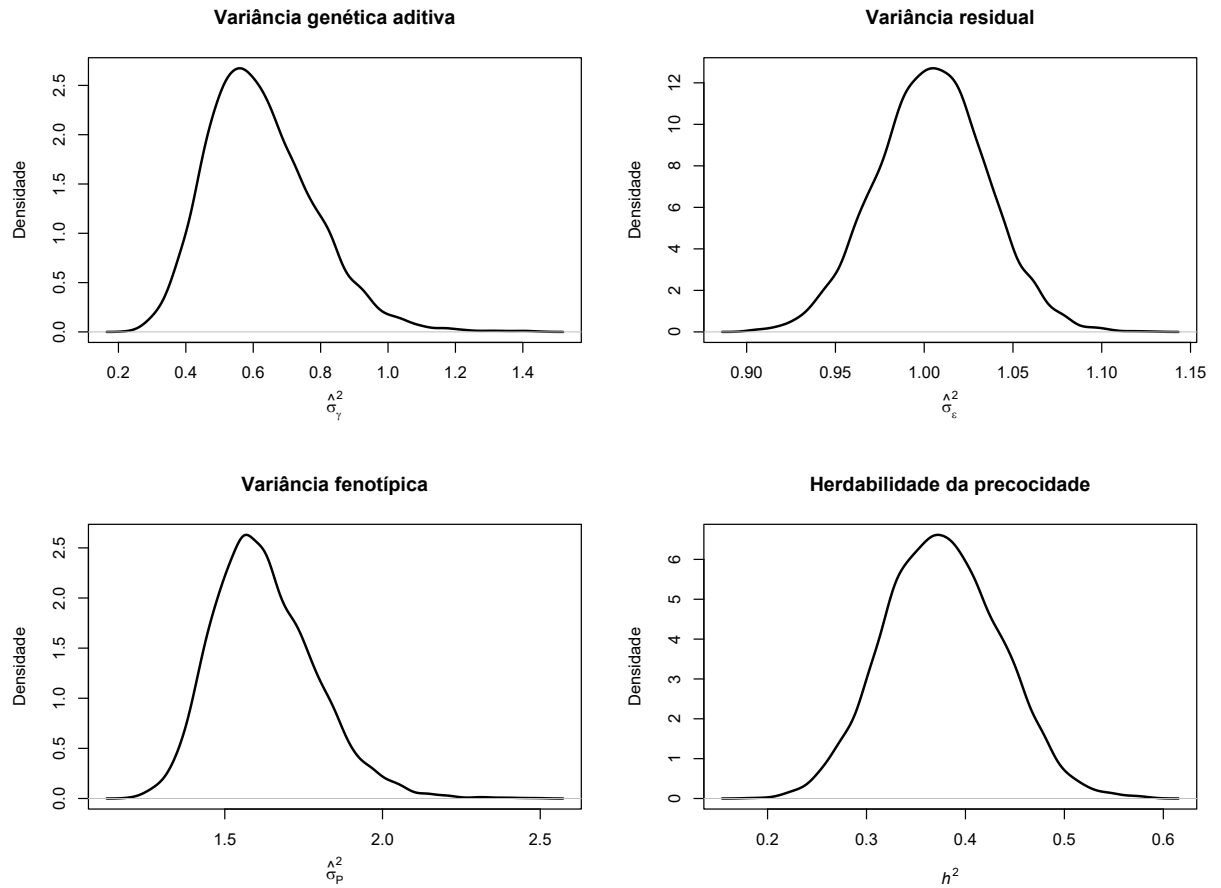 Variância genética aditiva
Densidade
0.0 0.5 1.0 1.5 2.0 2.5
0.2 0.4 0.6 0.8 1.0 1.2 1.4
σ̂²γ
Variância residual
Densidade
0 2 4 6 8 10 12
0.90 0.95 1.00 1.05 1.10 1.15
σ̂²ε
Variância fenotípica
Densidade
0.0 0.5 1.0 1.5 2.0 2.5
1.5 2.0 2.5
σ̂²P
Herdabilidade da precocidade
Densidade
0 1 2 3 4 5 6
0.2 0.3 0.4 0.5 0.6
h²